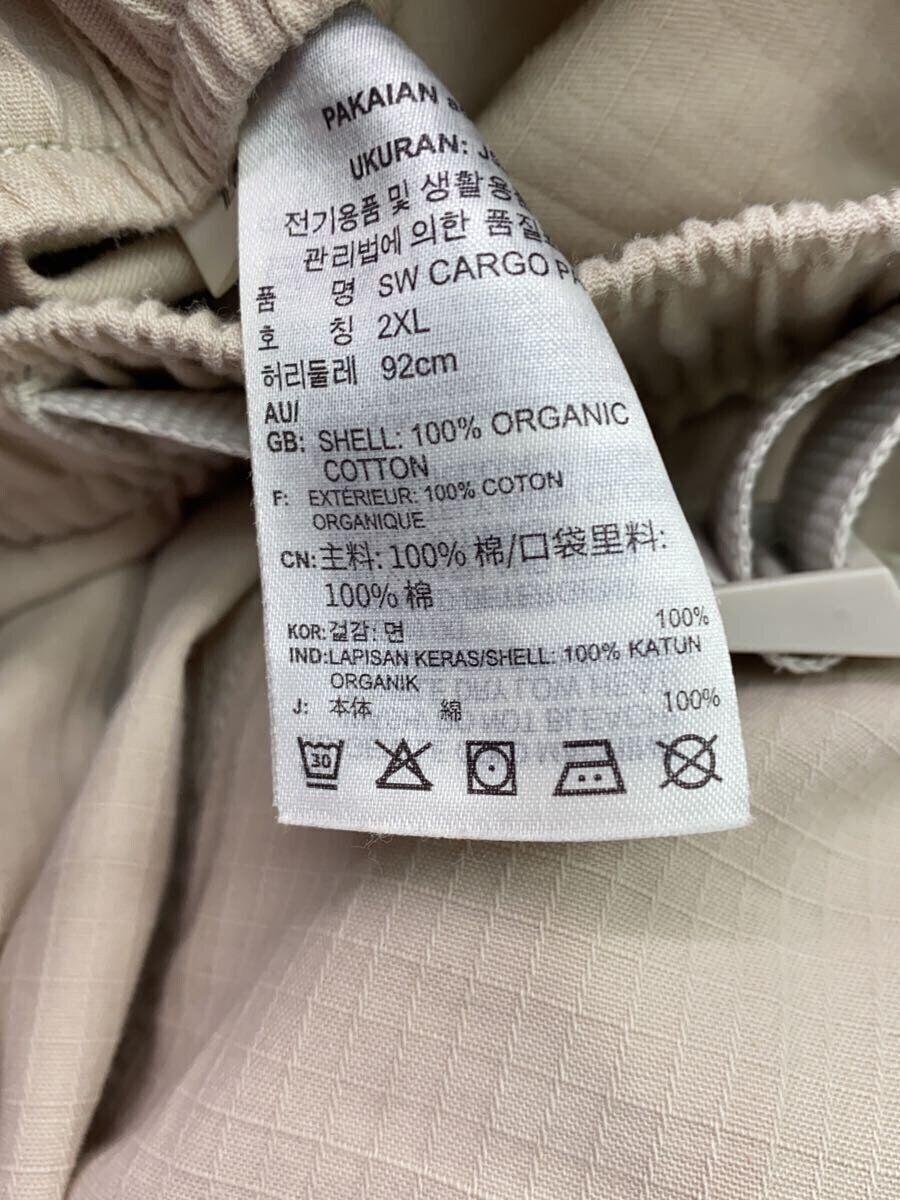 PAKAIAN
UKURAN:
전기용품 및 생활용
관리법에 의한 품질
품 명 SW CARGO
호 칭 2XL
허리둘레 92cm
AU/
GB: SHELL: 100% ORGANIC
COTTON
F: EXTÉRIEUR: 100% COTON
ORGANIQUE
CN: 主料: 100% 棉/口袋里料:
100% 棉
KOR: 겉감: 면 100%
IND: LAPISAN KERAS/SHELL: 100% KATUN
ORGANIK
J: 本体 綿 100%
30